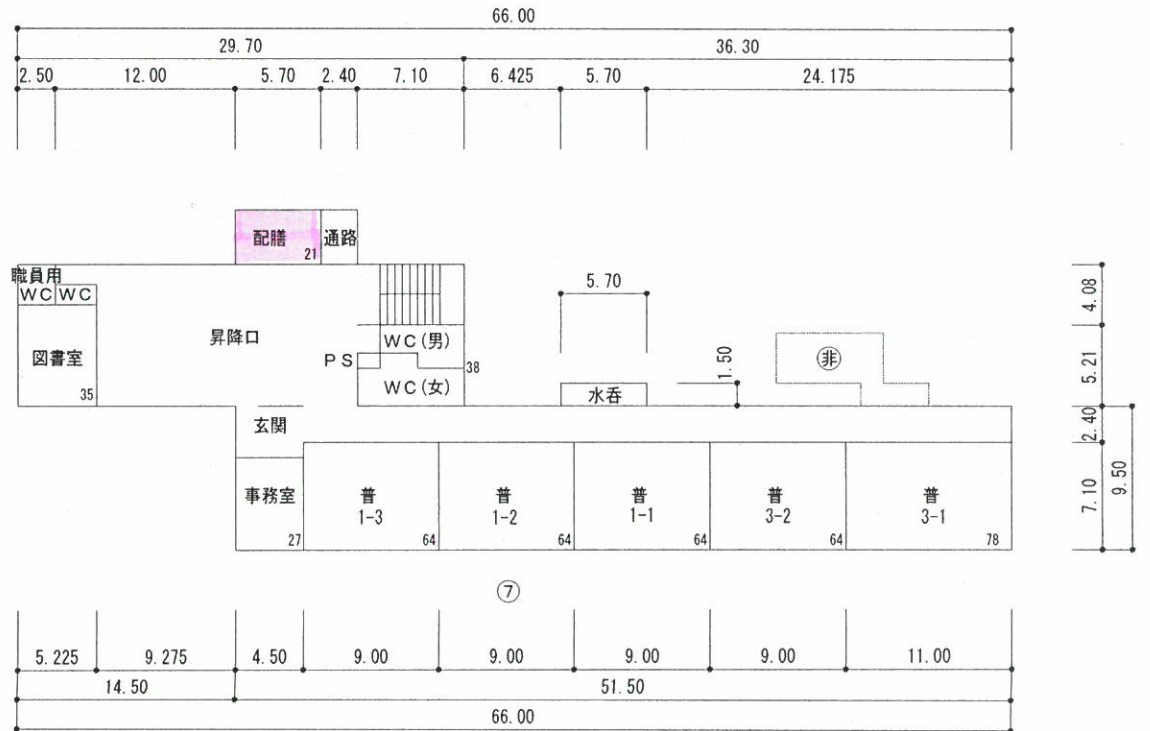 66.00
29.70 36.30
2.50 12.00 5.70 2.40 7.10 6.425 5.70 24.175
配膳 21 通路
職員用
WC WC
図書室
35
昇降口
WC(男)
PS
WC(女)
38
5.70
水呑
1.50
非
4.08
5.21
2.40
7.10
9.50
玄関
事務室
27
普
1-3
64
普
1-2
64
普
1-1
64
普
3-2
64
普
3-1
78
7
5.225 9.275 4.50 9.00 9.00 9.00 9.00 11.00
14.50 51.50
66.00